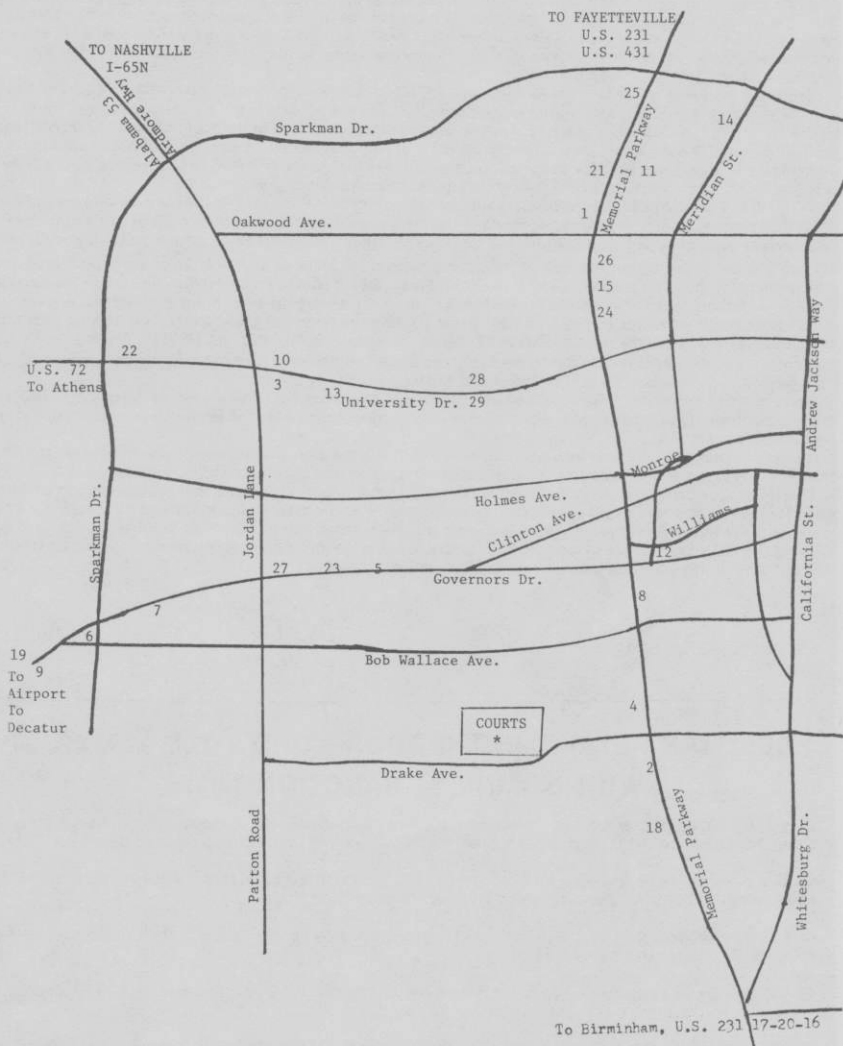 TO FAYETTEVILLE
U.S. 231
U.S. 431
TO NASHVILLE
I-65N
Alabama 53
Ardmore Hwy
Sparkman Dr.
25
14
21
11
Memorial Parkway
Meridian St.
1
Oakwood Ave.
26
15
24
Andrew Jackson Way
22
10
U.S. 72
To Athens
3
13
28
University Dr. 29
Monroe
Sparkman Dr.
Jordan Lane
Holmes Ave.
Clinton Ave.
Williams
California St.
12
27
23
5
Governors Dr.
7
8
6
19
9
To
Airport
To
Decatur
Bob Wallace Ave.
4
COURTS
*
Drake Ave.
2
18
Patton Road
Memorial Parkway
Whitesburg Dr.
To Birminham, U.S. 231 17-20-16